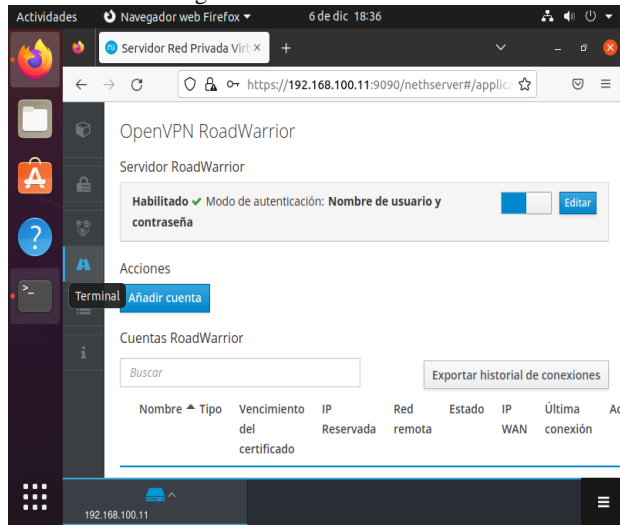 Actividades
Navegador web Firefox
6 de dic 18:36
Servidor Red Privada Virt
https://192.168.100.11:9090/nethserver#/applic
OpenVPN RoadWarrior
Servidor RoadWarrior
Habilitado ✔ Modo de autenticación: Nombre de usuario y
contraseña
Editar
Acciones
Terminal
Añadir cuenta
Cuentas RoadWarrior
Buscar
Exportar historial de conexiones
Nombre Tipo Vencimiento IP Red Estado IP Última Ac
del Reservada remota WAN conexión
certificado
192.168.100.11